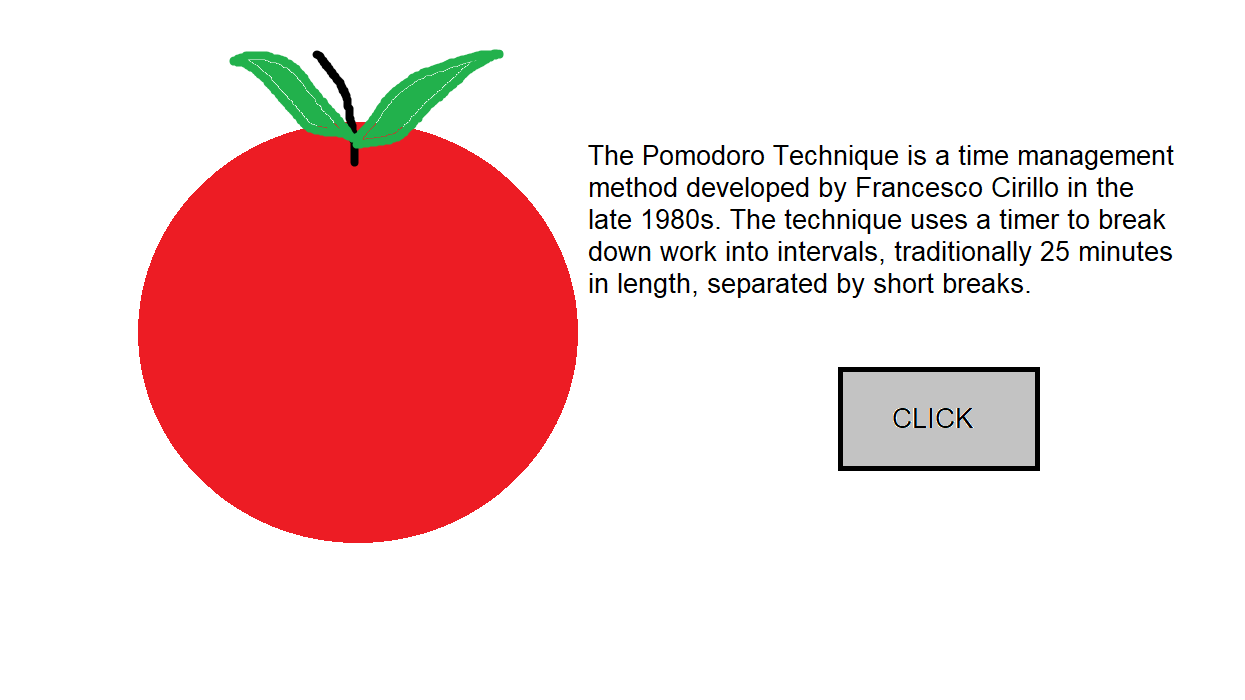 The Pomodoro Technique is a time management
method developed by Francesco Cirillo in the
late 1980s. The technique uses a timer to break
down work into intervals, traditionally 25 minutes
in length, separated by short breaks.
CLICK